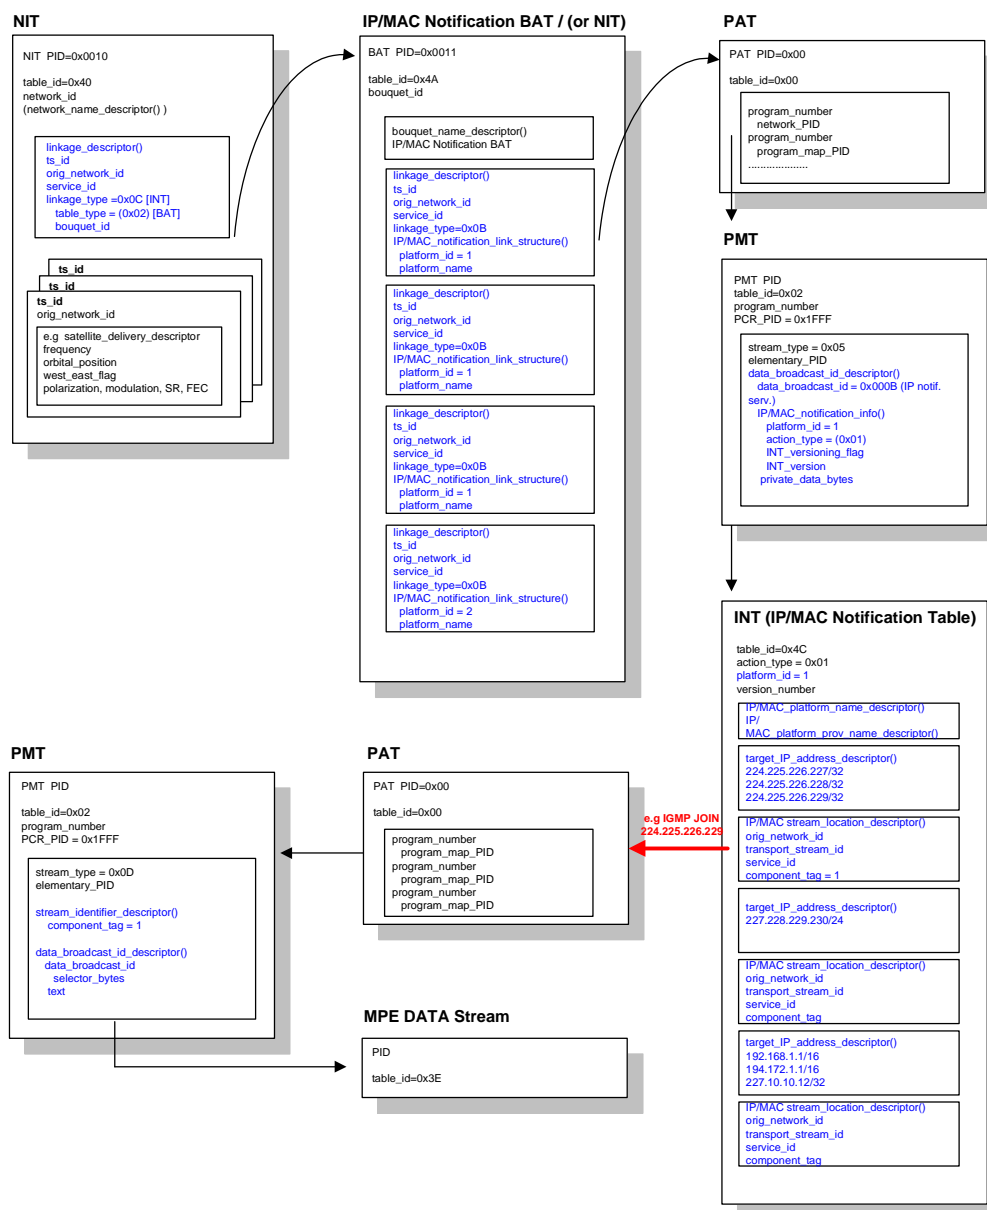 NIT
NIT PID=0x0010
table_id=0x40
network_id
(network_name_descriptor() )
linkage_descriptor()
ts_id
orig_network_id
service_id
linkage_type =0x0C [INT]
table_type = (0x02) [BAT]
bouquet_id
ts_id
ts_id
ts_id
orig_network_id
e.g satellite_delivery_descriptor
frequency
orbital_position
west_east_flag
polarization, modulation, SR, FEC
IP/MAC Notification BAT / (or NIT)
BAT PID=0x0011
table_id=0x4A
bouquet_id
bouquet_name_descriptor()
IP/MAC Notification BAT
linkage_descriptor()
ts_id
orig_network_id
service_id
linkage_type=0x0B
IP/MAC_notification_link_structure()
platform_id = 1
platform_name
linkage_descriptor()
ts_id
orig_network_id
service_id
linkage_type=0x0B
IP/MAC_notification_link_structure()
platform_id = 1
platform_name
linkage_descriptor()
ts_id
orig_network_id
service_id
linkage_type=0x0B
IP/MAC_notification_link_structure()
platform_id = 1
platform_name
linkage_descriptor()
ts_id
orig_network_id
service_id
linkage_type=0x0B
IP/MAC_notification_link_structure()
platform_id = 2
platform_name
PAT
PAT PID=0x00
table_id=0x00
program_number
network_PID
program_number
program_map_PID
....................
PMT
PMT PID
table_id=0x02
program_number
PCR_PID = 0x1FFF
stream_type = 0x05
elementary_PID
data_broadcast_id_descriptor()
data_broadcast_id = 0x000B (IP notif.
serv.)
IP/MAC_notification_info()
platform_id = 1
action_type = (0x01)
INT_versioning_flag
INT_version
private_data_bytes
INT (IP/MAC Notification Table)
table_id=0x4C
action_type = 0x01
platform_id = 1
version_number
IP/MAC_platform_name_descriptor()
IP/
MAC_platform_prov_name_descriptor()
target_IP_address_descriptor()
224.225.226.227/32
224.225.226.228/32
224.225.226.229/32
IP/MAC stream_location_descriptor()
orig_network_id
transport_stream_id
service_id
component_tag = 1
target_IP_address_descriptor()
227.228.229.230/24
IP/MAC stream_location_descriptor()
orig_network_id
transport_stream_id
service_id
component_tag
target_IP_address_descriptor()
192.168.1.1/16
194.172.1.1/16
227.10.10.12/32
IP/MAC stream_location_descriptor()
orig_network_id
transport_stream_id
service_id
component_tag
e.g IGMP JOIN
224.225.226.229
PAT
PAT PID=0x00
table_id=0x00
program_number
program_map_PID
program_number
program_map_PID
program_number
program_map_PID
PMT
PMT PID
table_id=0x02
program_number
PCR_PID = 0x1FFF
stream_type = 0x0D
elementary_PID
stream_identifier_descriptor()
component_tag = 1
data_broadcast_id_descriptor()
data_broadcast_id
selector_bytes
text
MPE DATA Stream
PID
table_id=0x3E